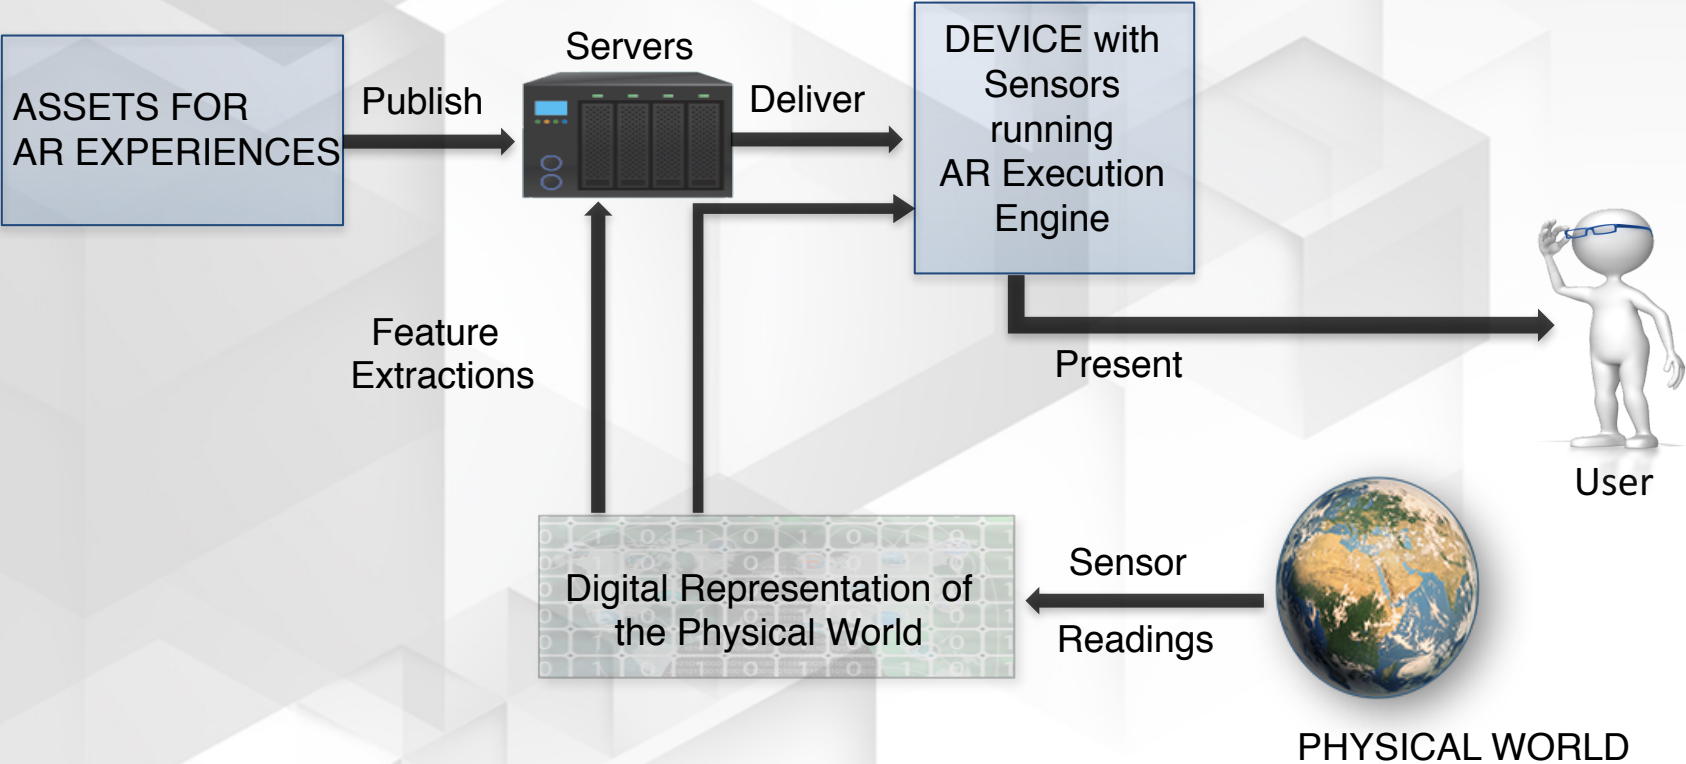 ASSETS FOR
AR EXPERIENCES
Publish
Servers
Deliver
DEVICE with
Sensors
running
AR Execution
Engine
Feature
Extractions
Present
User
Digital Representation of
the Physical World
Sensor
Readings
PHYSICAL WORLD